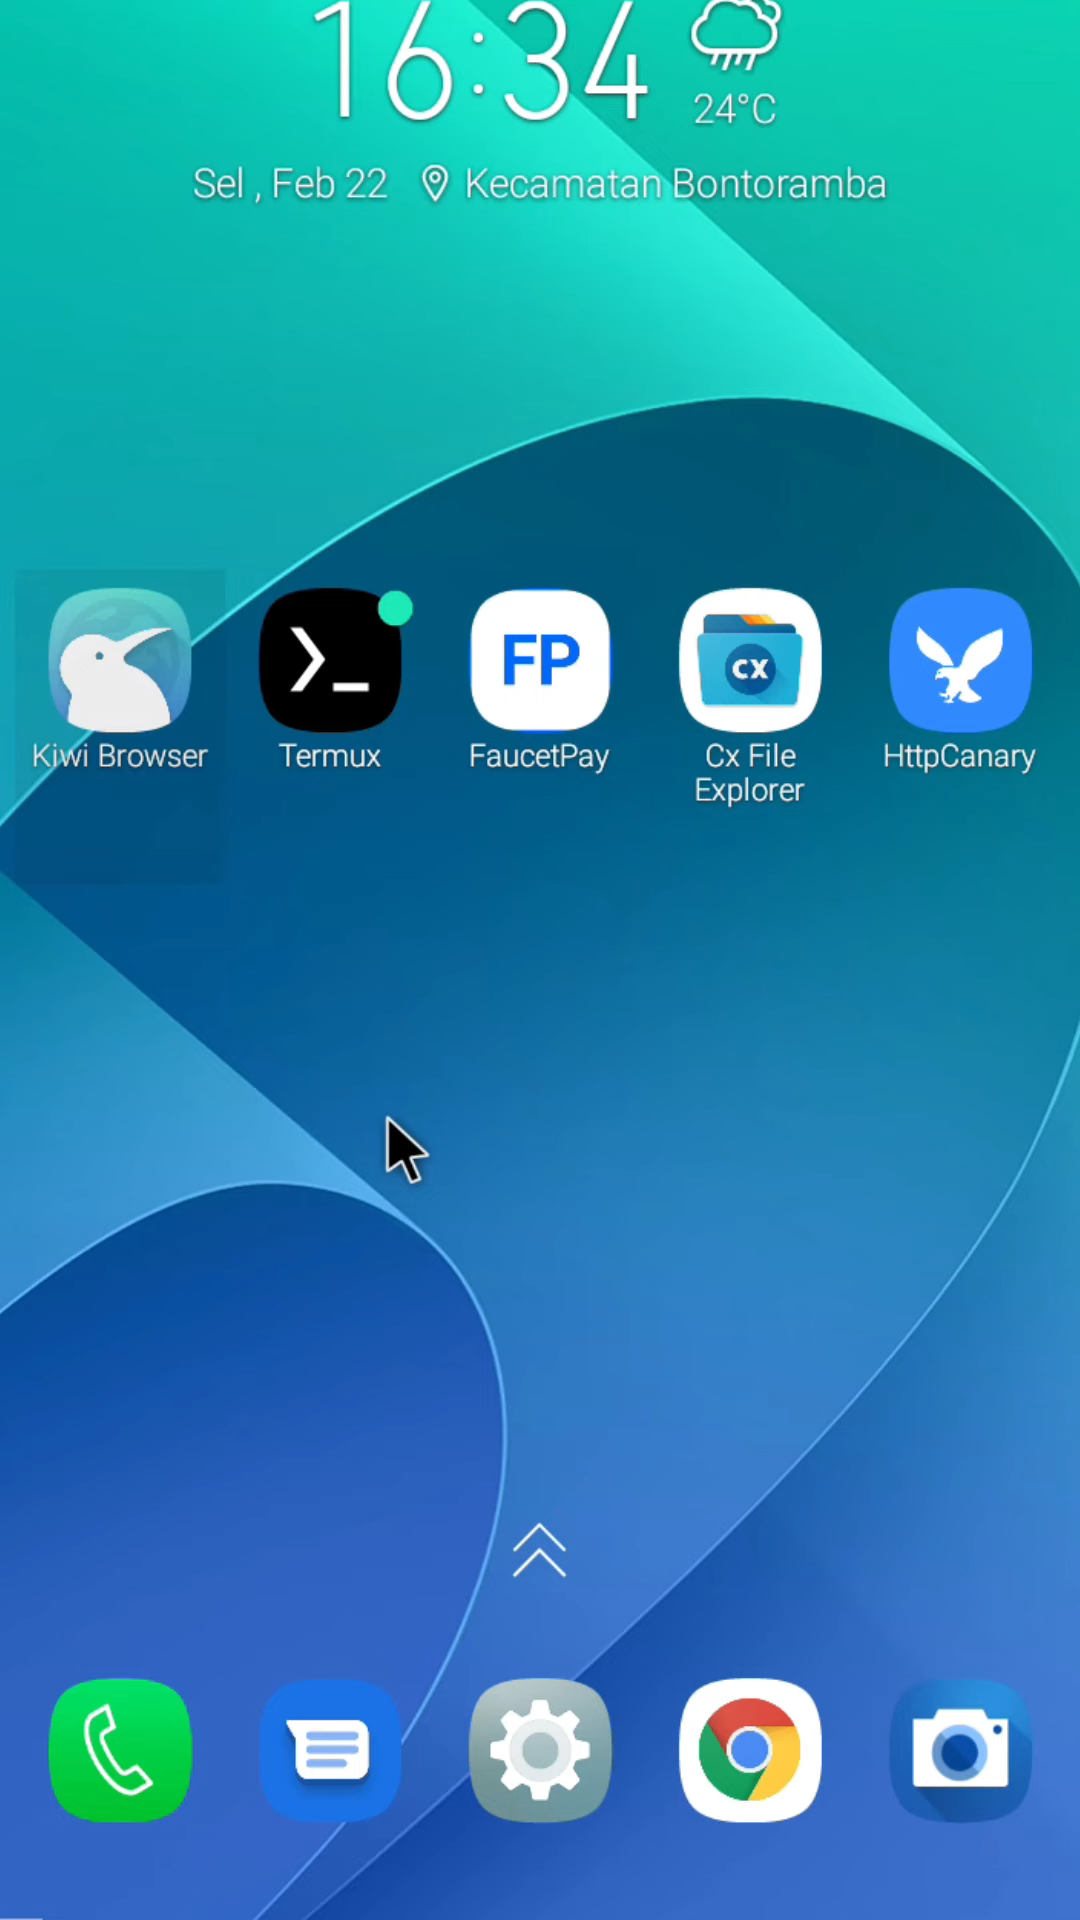 16:34
24°C
Sel , Feb 22 Kecamatan Bontoramba
FP
CX
Kiwi Browser
Termux
FaucetPay
Cx File
Explorer
HttpCanary